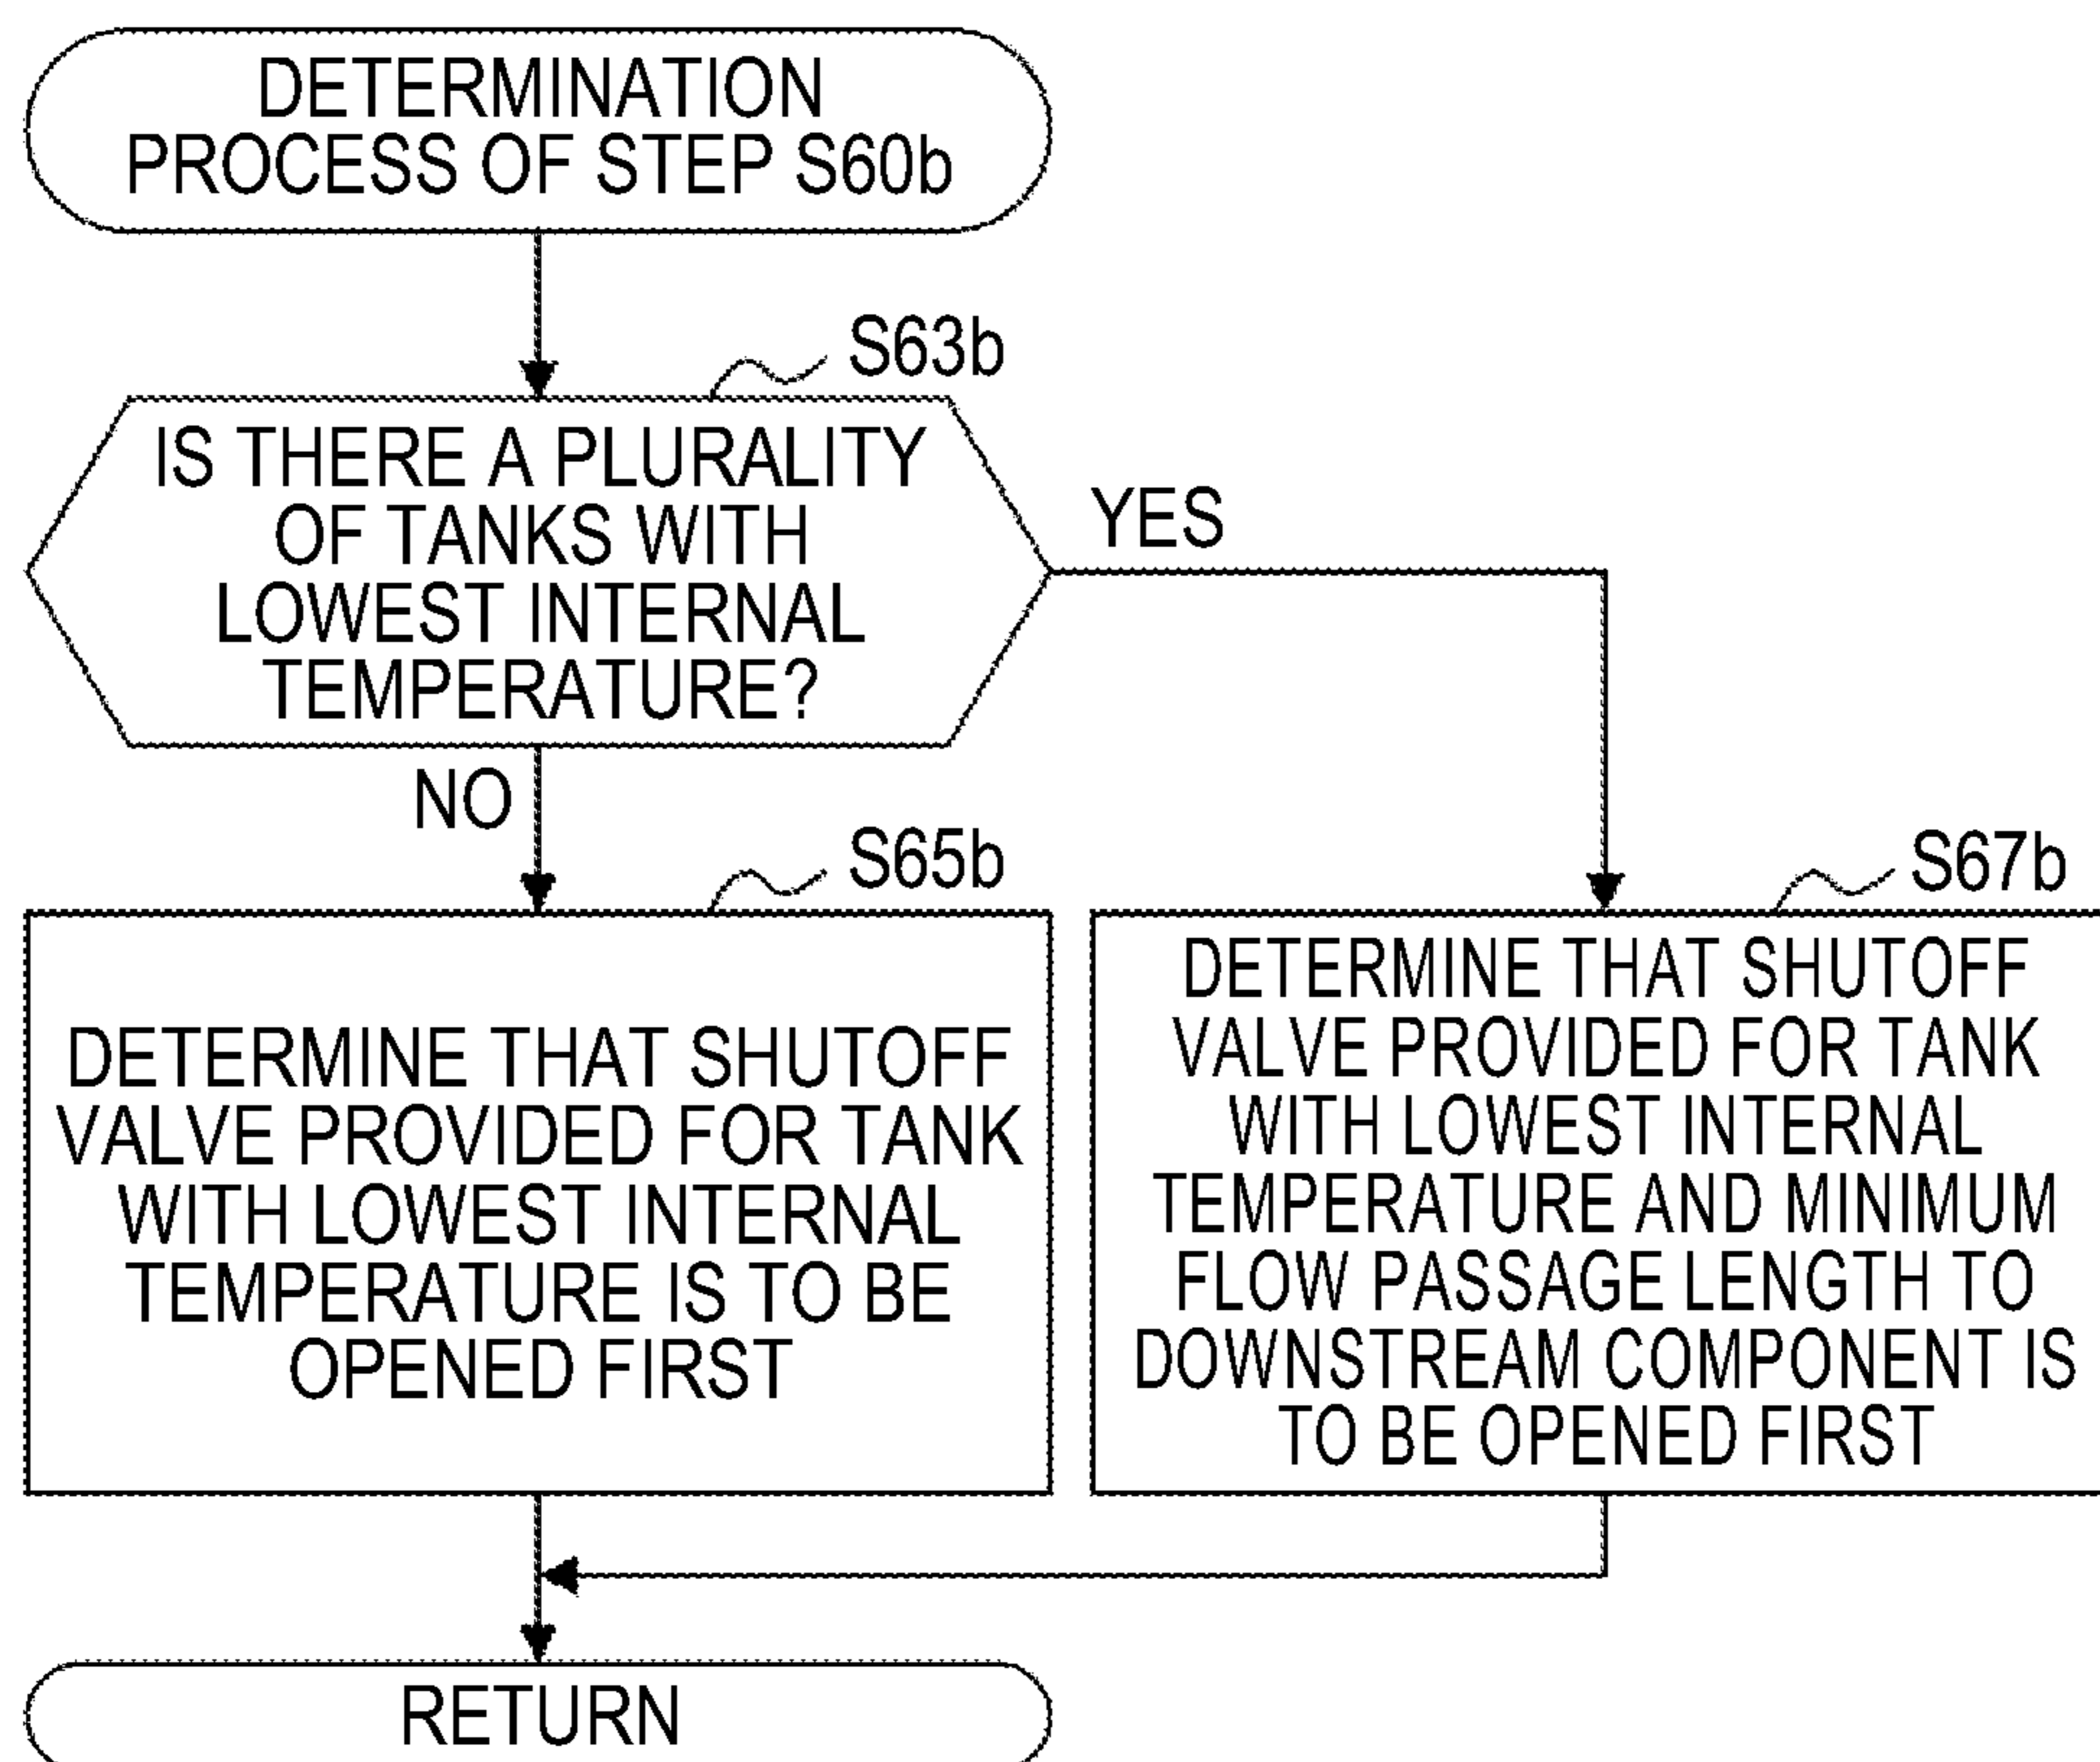 DETERMINATION
PROCESS OF STEP S60b
S63b
IS THERE A PLURALITY
OF TANKS WITH
LOWEST INTERNAL
TEMPERATURE?
YES
NO
S65b
DETERMINE THAT SHUTOFF
VALVE PROVIDED FOR TANK
WITH LOWEST INTERNAL
TEMPERATURE IS TO BE
OPENED FIRST
S67b
DETERMINE THAT SHUTOFF
VALVE PROVIDED FOR TANK
WITH LOWEST INTERNAL
TEMPERATURE AND MINIMUM
FLOW PASSAGE LENGTH TO
DOWNSTREAM COMPONENT IS
TO BE OPENED FIRST
RETURN